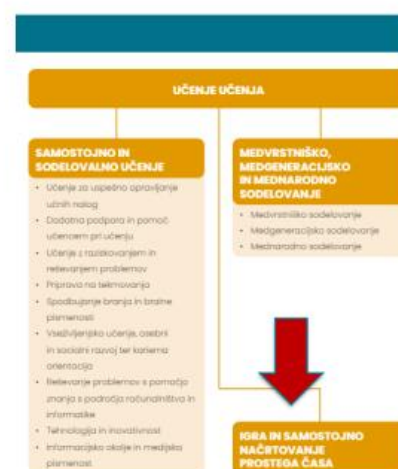 UČENJE UČENJA
SAMOSTOJNO IN
SODELOVALNO UČENJE
• Učenje za uspešno opravljanje
učnih nalog
• Dodatna podpora in pomoč
učencem pri učenju
• Učenje z raziskovanjem in
reševanjem problemov
• Priprava na tekmovanja
• Spodbujanje branja in bralne
pismenosti
• Vseživljenjsko učenje, osebni
in socialni razvoj ter karierna
orientacija
• Reševanje problemov s pomočjo
znanja s področja računalništva in
informatike
• Tehnologija in inovativnost
• Informacijsko okolje in medijska
pismenost
MEDVRSTNIŠKO,
MEDGENERACIJSKO
IN MEDNARODNO
SODELOVANJE
• Medvrstniško sodelovanje
• Medgeneracijsko sodelovanje
• Mednarodno sodelovanje
IGRA IN SAMOSTOJNO
NAČRTOVANJE
PROSTEGA ČASA